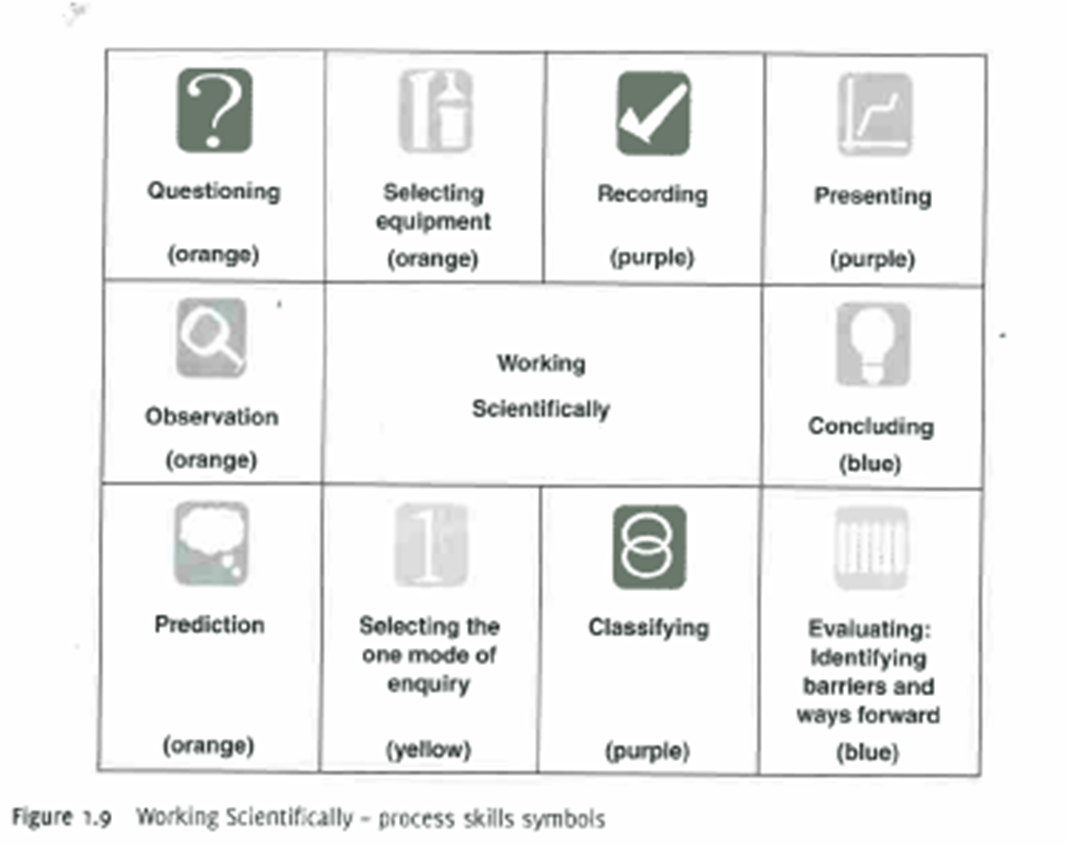 Questioning
(orange)
Selecting
equipment
(orange)
Recording
(purple)
Presenting
(purple)
Observation
(orange)
Working
Scientifically
Concluding
(blue)
Prediction
(orange)
1
Selecting the
one mode of
enquiry
(yellow)
Classifying
(purple)
Evaluating:
Identifying
barriers and
ways forward
(blue)
Figure 1.9 Working Scientifically – process skills symbols